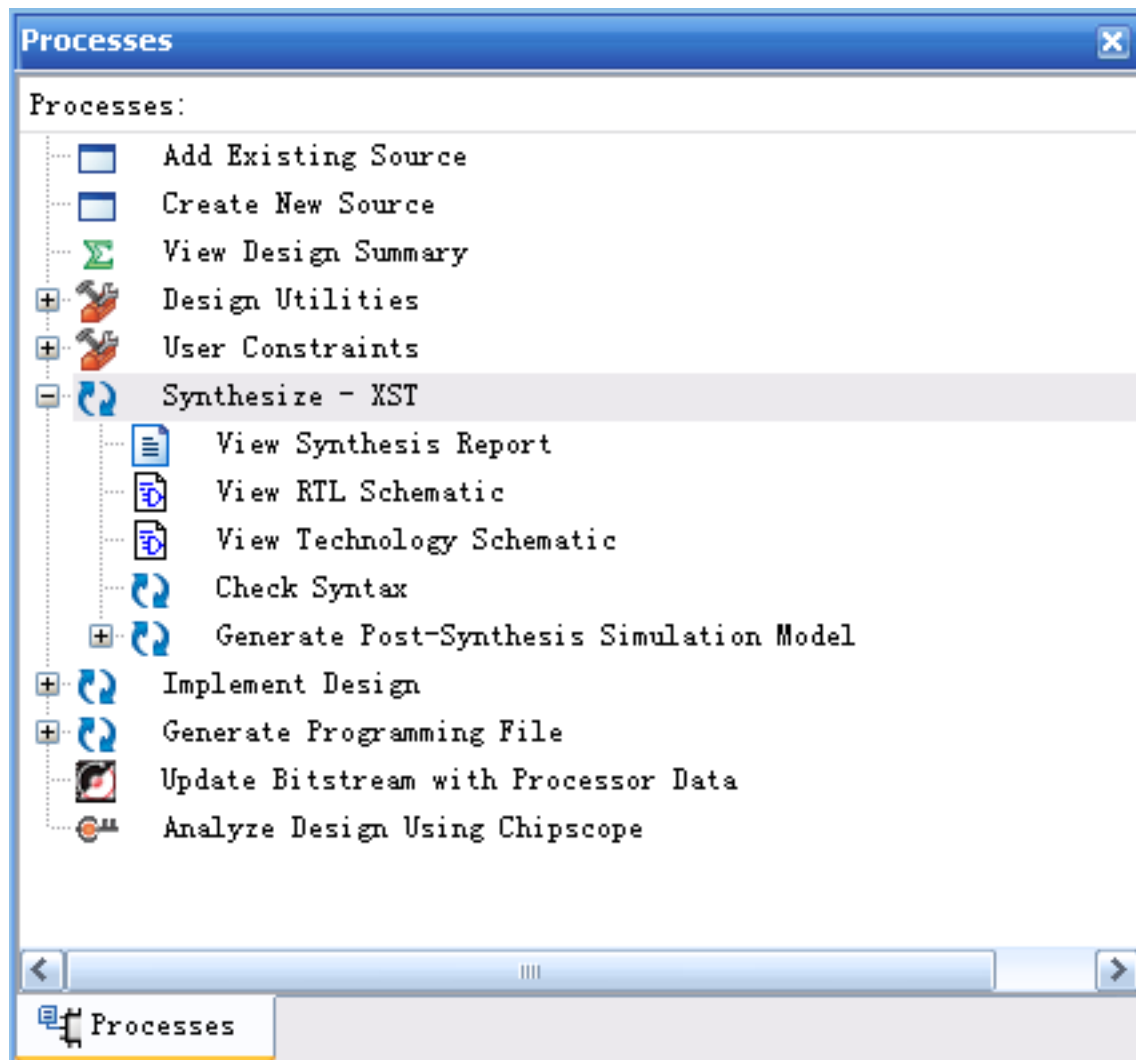 Processes
Processes:
Add Existing Source
Create New Source
View Design Summary
Design Utilities
User Constraints
Synthesize - XST
View Synthesis Report
View RTL Schematic
View Technology Schematic
Check Syntax
Generate Post-Synthesis Simulation Model
Implement Design
Generate Programming File
Update Bitstream with Processor Data
Analyze Design Using Chipscope
Processes